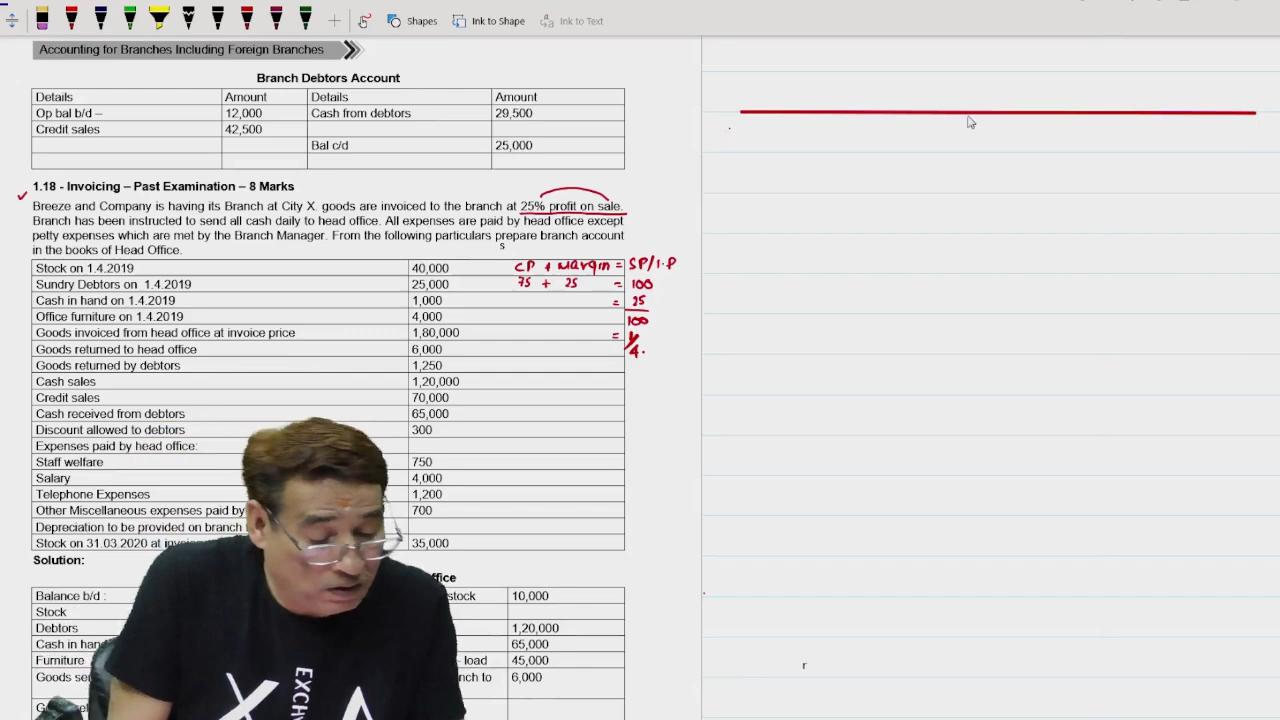 Shapes Ink to Shape Ink to Text
Accounting for Branches Including Foreign Branches
Branch Debtors Account
Details Amount Details Amount
Op bal b/d – 12,000 Cash from debtors 29,500
Credit sales 42,500
Bal c/d 25,000
1.18 - Invoicing – Past Examination – 8 Marks
Breeze and Company is having its Branch at City X. goods are invoiced to the branch at 25% profit on sale.
Branch has been instructed to send all cash daily to head office. All expenses are paid by head office except
petty expenses which are met by the Branch Manager. From the following particulars prepare branch account
in the books of Head Office.
s
Stock on 1.4.2019 40,000 CP + Margin = SP/I.P
Sundry Debtors on 1.4.2019 25,000 75 + 25 = 100
Cash in hand on 1.4.2019 1,000 = 25
Office furniture on 1.4.2019 4,000 100
Goods invoiced from head office at invoice price 1,80,000 = 1/4.
Goods returned to head office 6,000
Goods returned by debtors 1,250
Cash sales 1,20,000
Credit sales 70,000
Cash received from debtors 65,000
Discount allowed to debtors 300
Expenses paid by head office:
Staff welfare 750
Salary 4,000
Telephone Expenses 1,200
Other Miscellaneous expenses paid by 700
Depreciation to be provided on branch
Stock on 31.03.2020 at 35,000
Solution:
Balance b/d : stock 10,000
Stock
Debtors 1,20,000
Cash in 65,000
Furniture - load 45,000
Goods to 6,000
r